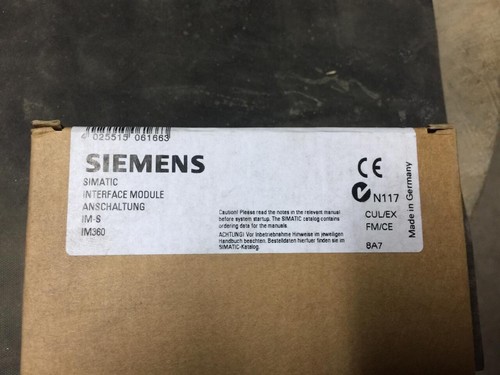 4 025515 061663
SIEMENS
SIMATIC
INTERFACE MODULE
ANSCHALTUNG
IM-S
IM360
Caution! Please read the notes in the relevant manual
before system startup. The SIMATIC catalog contains
ordering data for the manuals.
ACHTUNG! Vor Inbetriebnahme Hinweise im jeweiligen
Handbuch beachten. Bestelldaten hierfuer finden sie im
SIMATIC-Katalog.
CE
N117
CUL/EX
FM/CE
6A7
Made in Germany